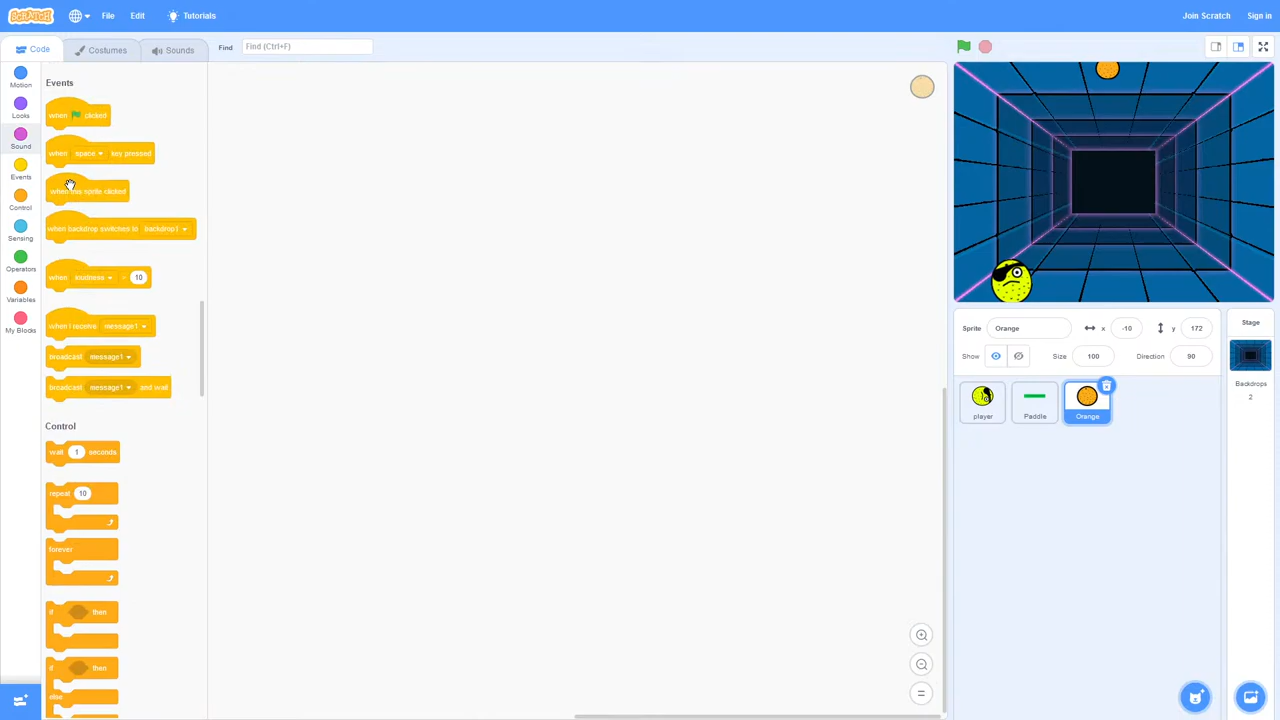 SCRATCH File Edit Tutorials Join Scratch Sign in
Code Costumes Sounds Find Find (Ctrl+F)
Motion
Looks
Sound
Events
Control
Sensing
Operators
Variables
My Blocks
Events
when clicked
when space key pressed
when this sprite clicked
when backdrop switches to backdrop1
when loudness > 10
when I receive message1
broadcast message1
broadcast message1 and wait
Control
wait 1 seconds
repeat 10
forever
if then
if then
else
Sprite Orange x -10 y 172
Show Size 100 Direction 90
player Paddle Orange
Stage
Backdrops
2